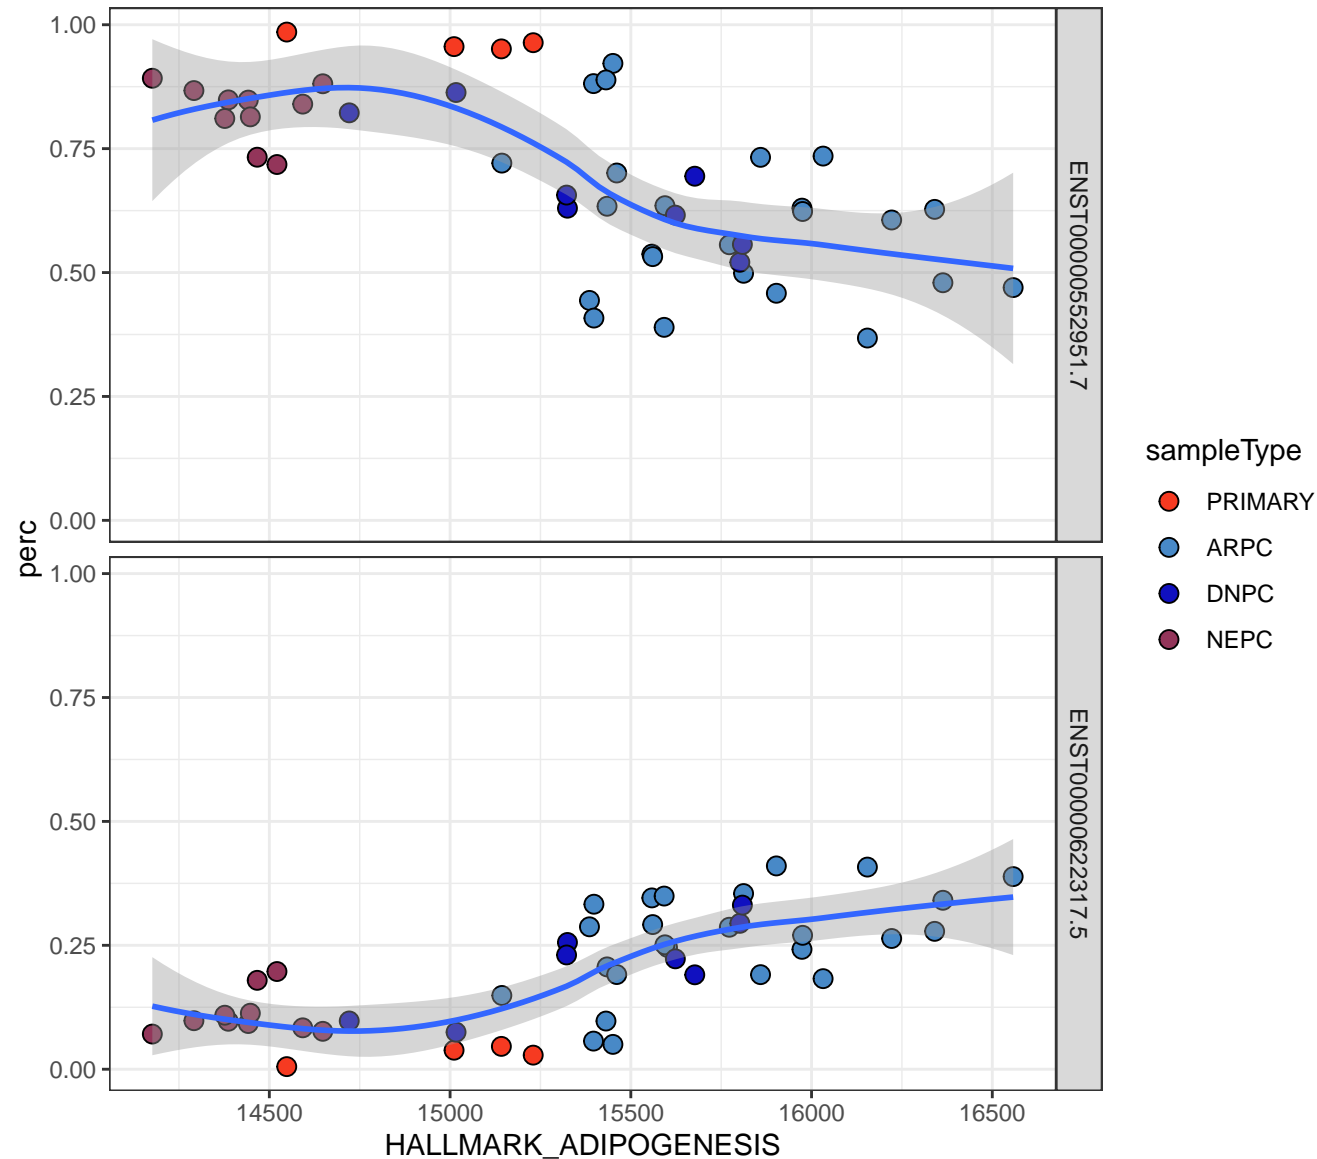 1.00
0.75
0.50
0.25
0.00
ENST00000552951.7
perc
1.00
0.75
0.50
0.25
0.00
ENST00000622317.5
14500 15000 15500 16000 16500
HALLMARK_ADIPOGENESIS
sampleType
PRIMARY
ARPC
DNPC
NEPC